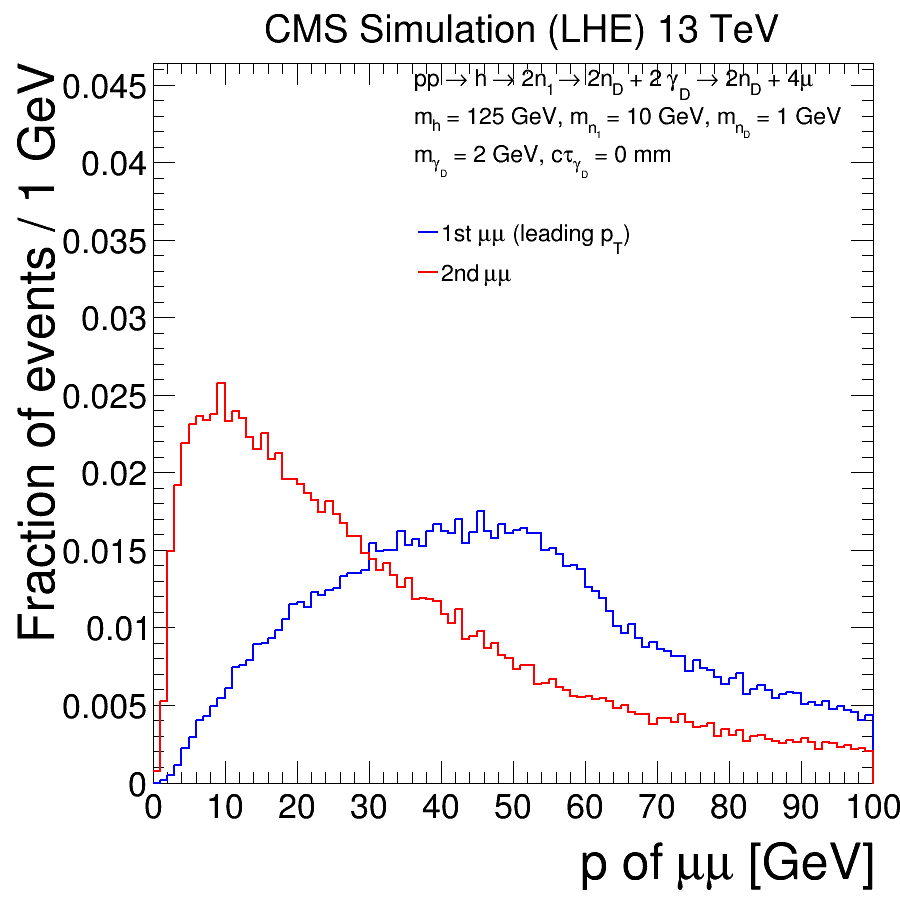 CMS Simulation (LHE) 13 TeV
pp → h → 2n₁ → 2n_D + 2 γ_D → 2n_D + 4μ
m_h = 125 GeV, m_n₁ = 10 GeV, m_n_D = 1 GeV
m_γ_D = 2 GeV, cτ_γ_D = 0 mm
1st μμ (leading p_T)
2nd μμ
Fraction of events / 1 GeV
0.045
0.04
0.035
0.03
0.025
0.02
0.015
0.01
0.005
0
0 10 20 30 40 50 60 70 80 90 100
p of μμ [GeV]